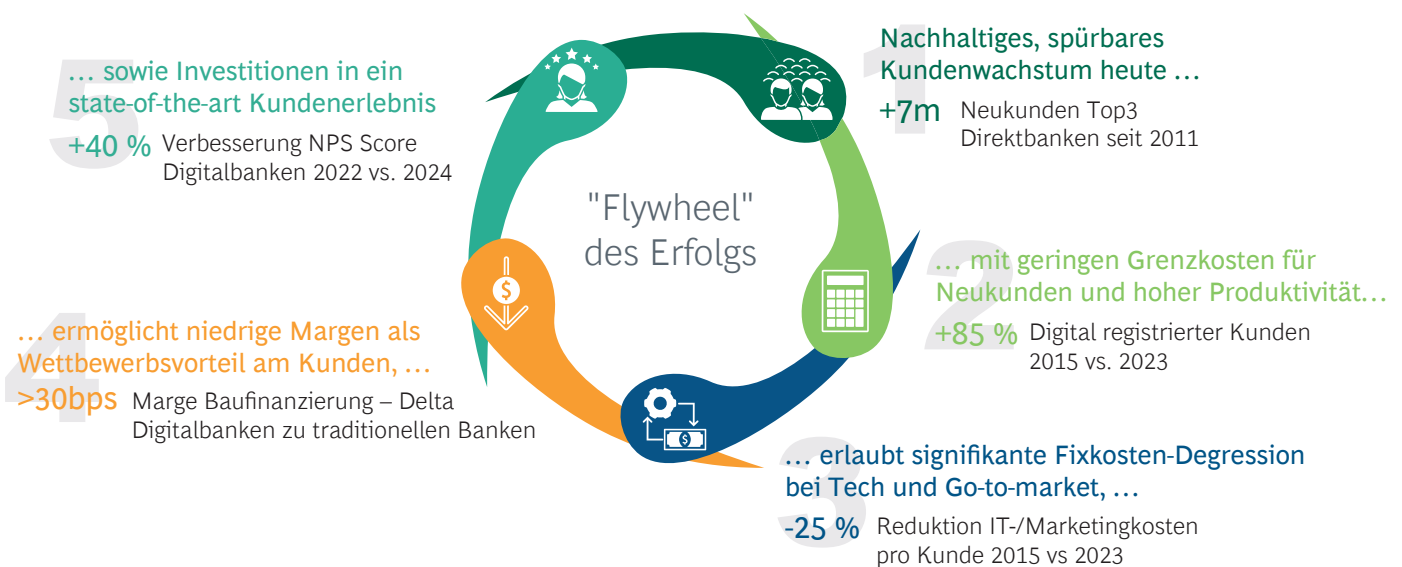 "Flywheel"
des Erfolgs
1
Nachhaltiges, spürbares
Kundenwachstum heute …
+7m Neukunden Top3
Direktbanken seit 2011
2
… mit geringen Grenzkosten für
Neukunden und hoher Produktivität…
+85 % Digital registrierter Kunden
2015 vs. 2023
3
… erlaubt signifikante Fixkosten-Degression
bei Tech und Go-to-market, …
-25 % Reduktion IT-/Marketingkosten
pro Kunde 2015 vs 2023
4
… ermöglicht niedrige Margen als
Wettbewerbsvorteil am Kunden, …
>30bps Marge Baufinanzierung – Delta
Digitalbanken zu traditionellen Banken
5
… sowie Investitionen in ein
state-of-the-art Kundenerlebnis
+40 % Verbesserung NPS Score
Digitalbanken 2022 vs. 2024
$
$